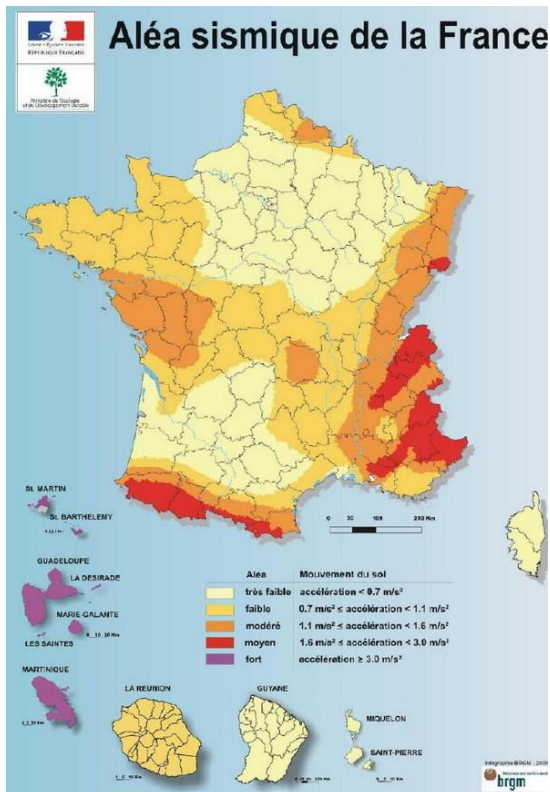 Aléa sismique de la France
RÉPUBLIQUE FRANÇAISE
Ministère de l'écologie
et du Développement Durable
0 50 100 200 Km
ST. MARTIN
ST. BARTHELEMY
GUADELOUPE
LA DESIRADE
MARIE-GALANTE
LES SAINTES
MARTINIQUE
Aléa Mouvement du sol
très faible accélération < 0.7 m/s²
faible 0.7 m/s² ≤ accélération < 1.1 m/s²
modéré 1.1 m/s² ≤ accélération < 1.6 m/s²
moyen 1.6 m/s² ≤ accélération < 3.0 m/s²
fort accélération ≥ 3.0 m/s²
LA REUNION
GUYANE
MIQUELON
SAINT-PIERRE
Infographie BRGM
brgm